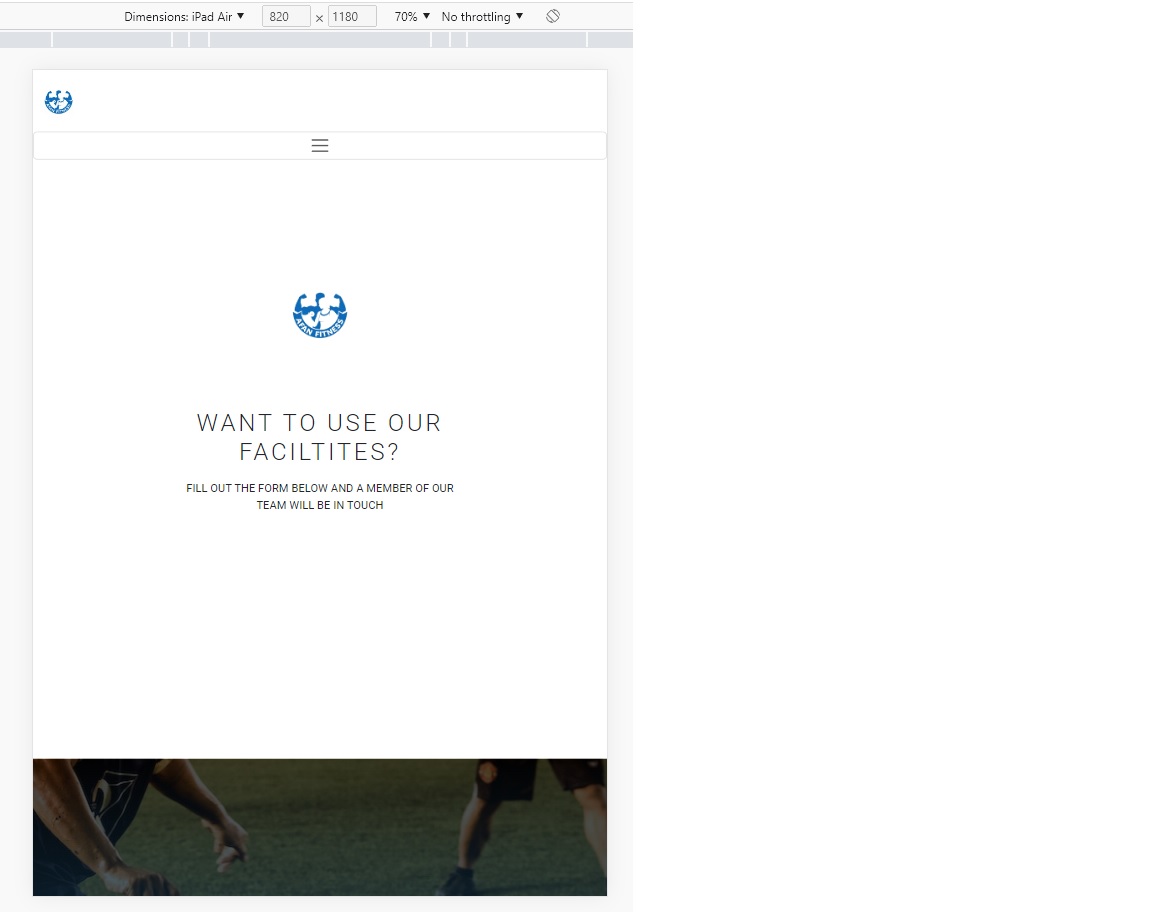 Dimensions: iPad Air ▼ 820 × 1180 70% ▼ No throttling ▼
AFAN FITNESS
WANT TO USE OUR
FACILTITES?
FILL OUT THE FORM BELOW AND A MEMBER OF OUR
TEAM WILL BE IN TOUCH